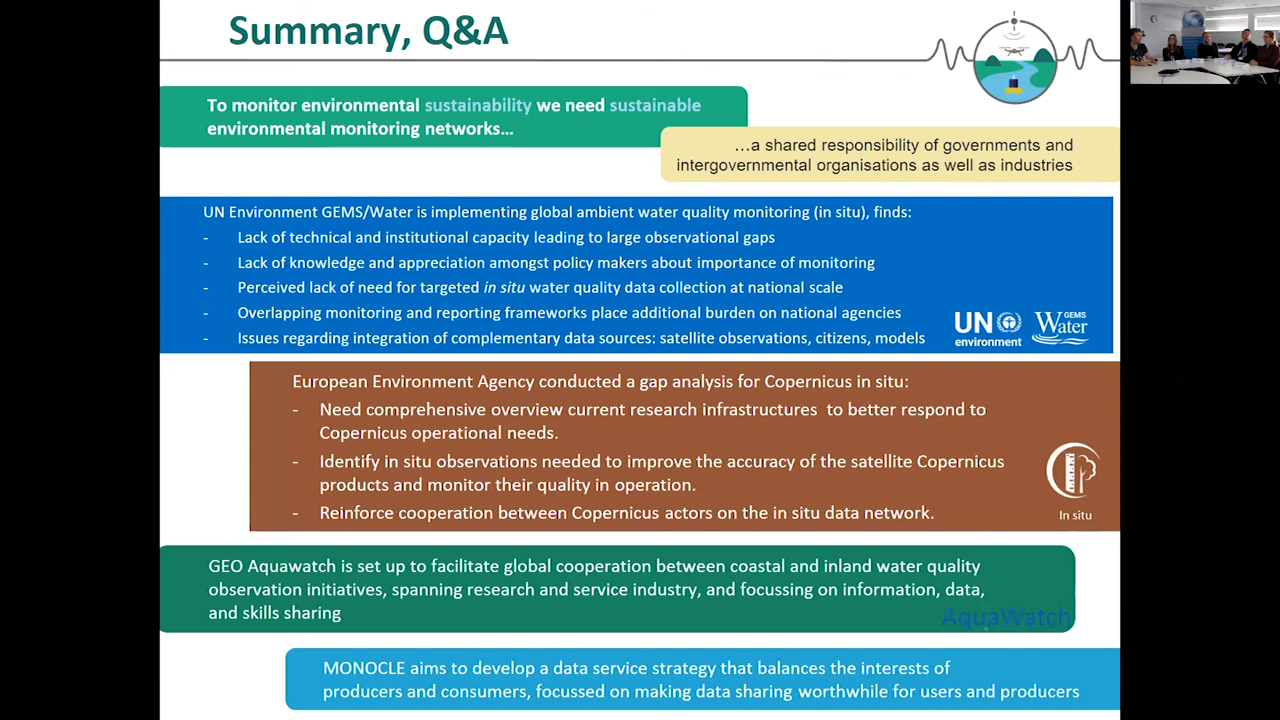 Summary, Q&A
To monitor environmental sustainability we need sustainable
environmental monitoring networks…
…a shared responsibility of governments and
intergovernmental organisations as well as industries
UN Environment GEMS/Water is implementing global ambient water quality monitoring (in situ), finds:
- Lack of technical and institutional capacity leading to large observational gaps
- Lack of knowledge and appreciation amongst policy makers about importance of monitoring
- Perceived lack of need for targeted in situ water quality data collection at national scale
- Overlapping monitoring and reporting frameworks place additional burden on national agencies
- Issues regarding integration of complementary data sources: satellite observations, citizens, models
UN
environment
GEMS
Water
European Environment Agency conducted a gap analysis for Copernicus in situ:
- Need comprehensive overview current research infrastructures to better respond to
Copernicus operational needs.
- Identify in situ observations needed to improve the accuracy of the satellite Copernicus
products and monitor their quality in operation.
- Reinforce cooperation between Copernicus actors on the in situ data network.
In situ
GEO Aquawatch is set up to facilitate global cooperation between coastal and inland water quality
observation initiatives, spanning research and service industry, and focussing on information, data,
and skills sharing
AquaWatch
MONOCLE aims to develop a data service strategy that balances the interests of
producers and consumers, focussed on making data sharing worthwhile for users and producers